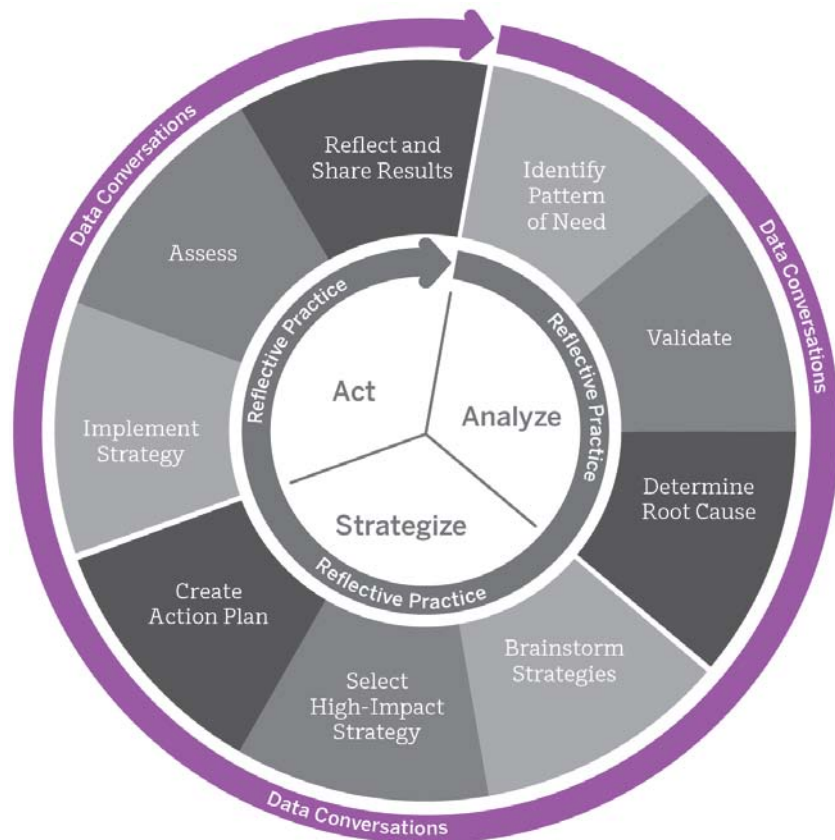 Data Conversations
Data Conversations
Data Conversations
Identify
Pattern
of Need
Validate
Determine
Root Cause
Brainstorm
Strategies
Select
High-Impact
Strategy
Create
Action Plan
Implement
Strategy
Assess
Reflect and
Share Results
Reflective Practice
Reflective Practice
Reflective Practice
Analyze
Strategize
Act